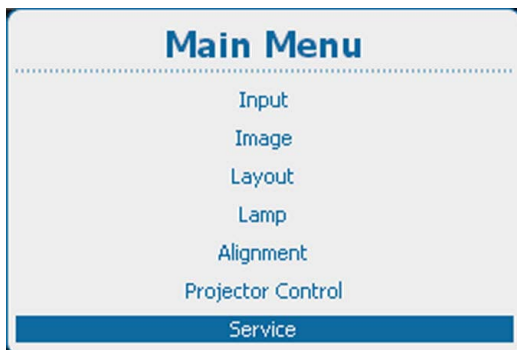 Main Menu
Input
Image
Layout
Lamp
Alignment
Projector Control
Service